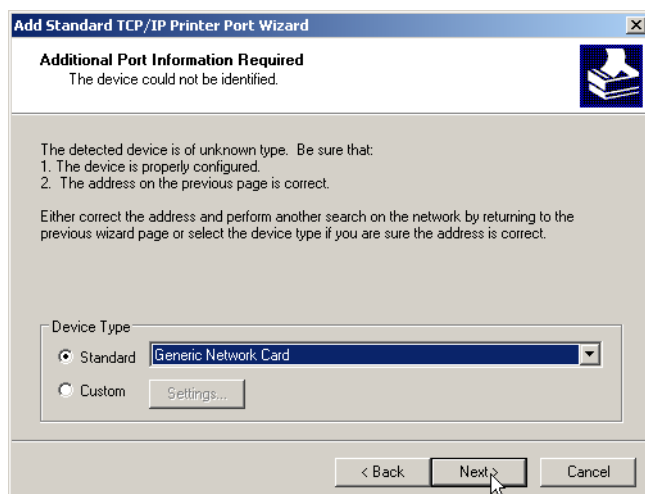 Add Standard TCP/IP Printer Port Wizard
Additional Port Information Required
The device could not be identified.
The detected device is of unknown type.  Be sure that:
1. The device is properly configured.
2.  The address on the previous page is correct.
Either correct the address and perform another search on the network by returning to the
previous wizard page or select the device type if you are sure the address is correct.
Device Type
Standard
Generic Network Card
Custom
Settings...
< Back
Next >
Cancel